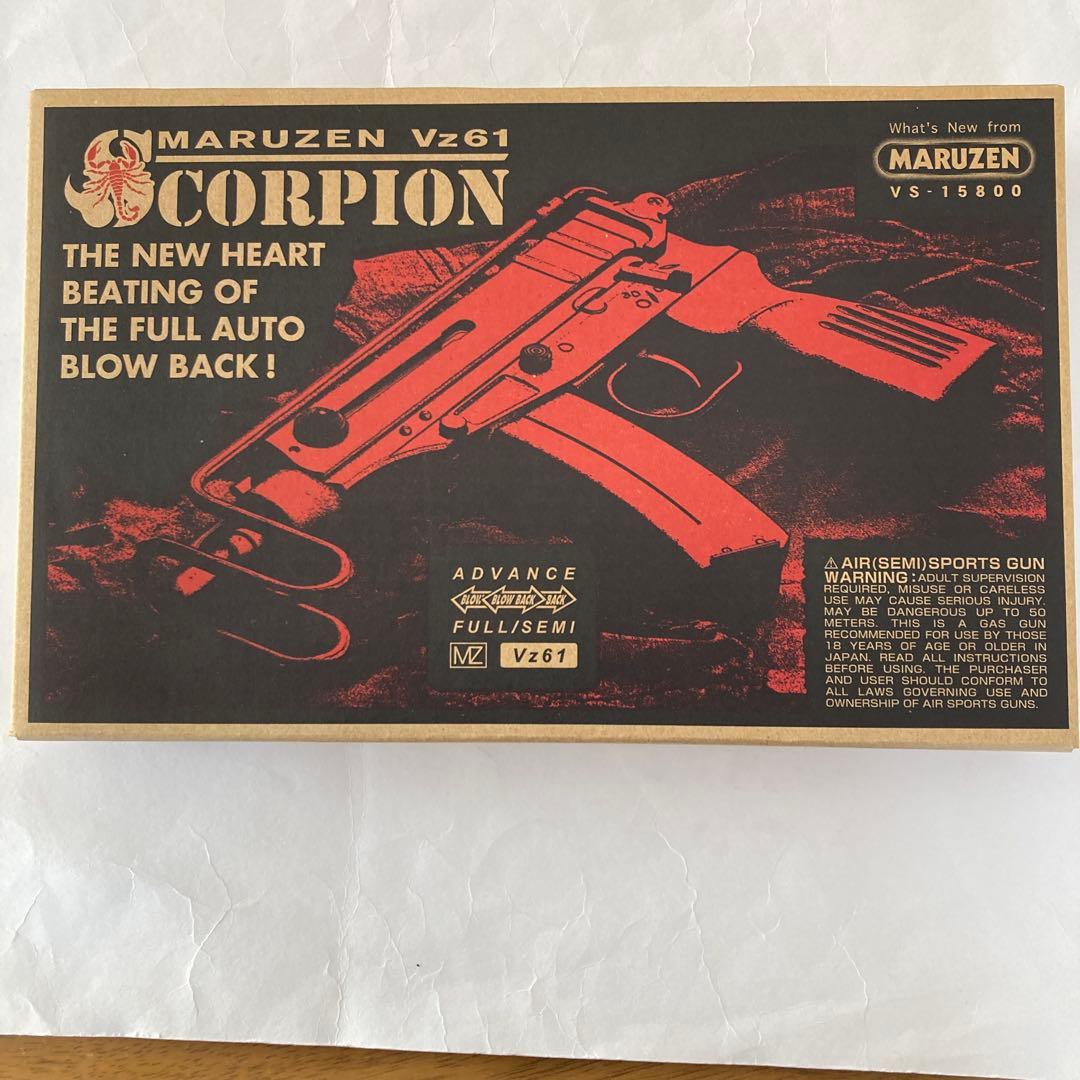 MARUZEN Vz61
SCORPION
THE NEW HEART
BEATING OF
THE FULL AUTO
BLOW BACK!
What's New from
MARUZEN
VS-15800
ADVANCE
BLOW BLOW BACK BACK
FULL/SEMI
MZ Vz61
⚠ AIR(SEMI)SPORTS GUN
WARNING:ADULT SUPERVISION
REQUIRED, MISUSE OR CARELESS
USE MAY CAUSE SERIOUS INJURY.
MAY BE DANGEROUS UP TO 50
METERS. THIS IS A GAS GUN
RECOMMENDED FOR USE BY THOSE
18 YEARS OF AGE OR OLDER IN
JAPAN. READ ALL INSTRUCTIONS
BEFORE USING. THE PURCHASER
AND USER SHOULD CONFORM TO
ALL LAWS GOVERNING USE AND
OWNERSHIP OF AIR SPORTS GUNS.